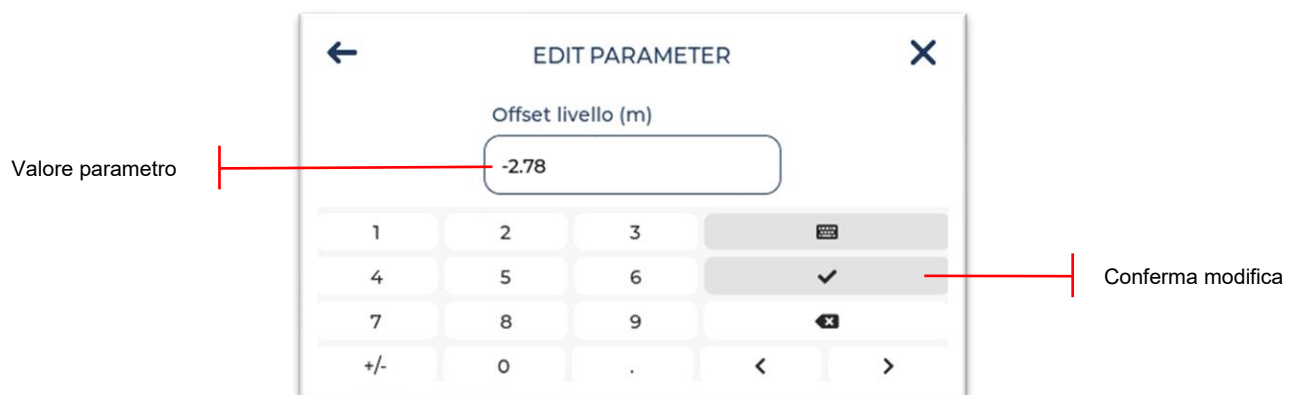 EDIT PARAMETER
Offset livello (m)
Valore parametro
-2.78
1 2 3
4 5 6
Conferma modifica
7 8 9
+/- 0 . < >